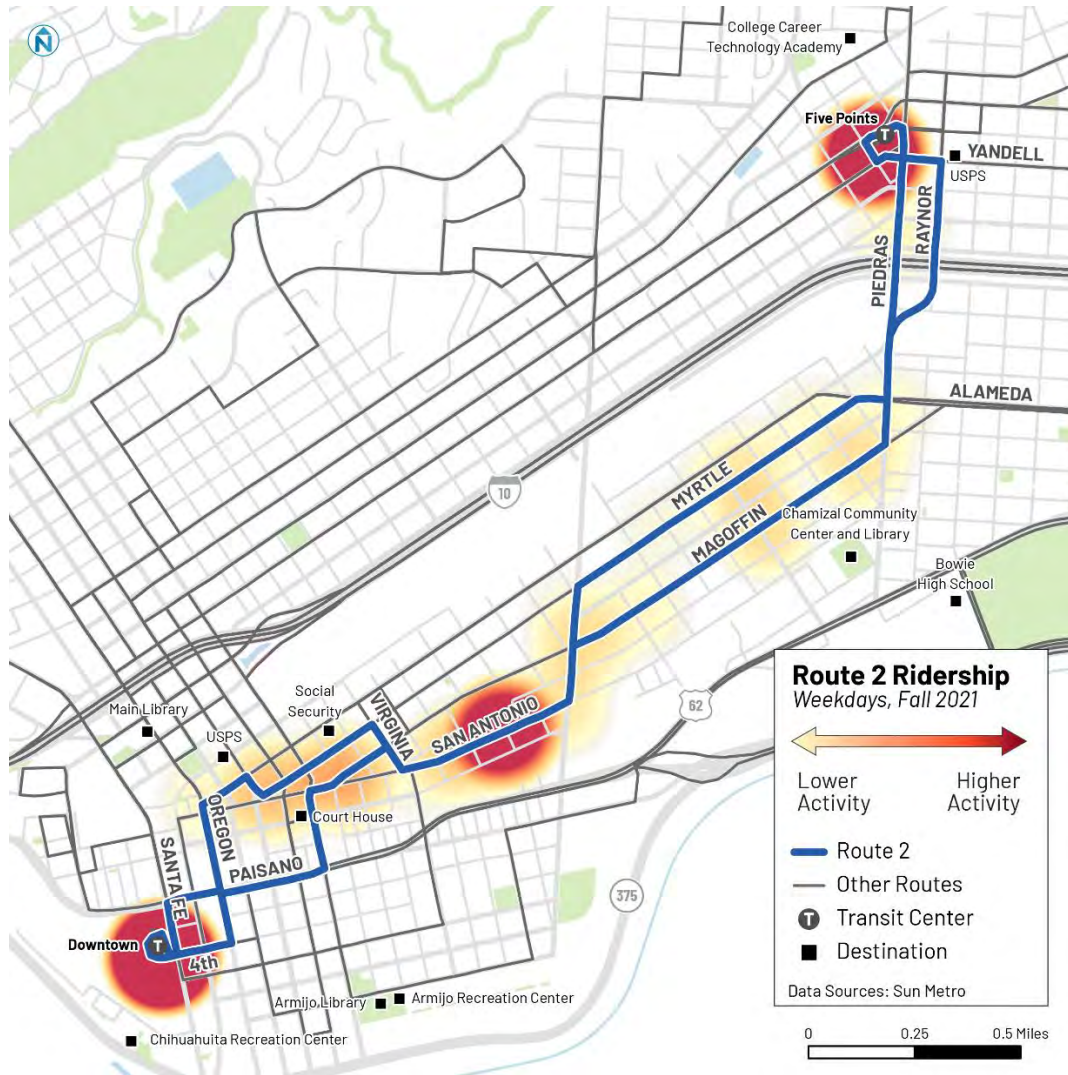 N
College Career
Technology Academy
Five Points
T
YANDELL
USPS
RAYNOR
PIEDRAS
ALAMEDA
MYRTLE
10
MAGOFFIN
Chamizal Community
Center and Library
Bowie
High School
Social
Security
VIRGINIA
SAN ANTONIO
62
Main Library
USPS
OREGON
Court House
SANTA FE
PAISANO
375
Downtown
T
4th
Armijo Library
Armijo Recreation Center
Chihuahuita Recreation Center
Route 2 Ridership
Weekdays, Fall 2021
Lower
Activity
Higher
Activity
Route 2
Other Routes
T
Transit Center
Destination
Data Sources: Sun Metro
0
0.25
0.5 Miles